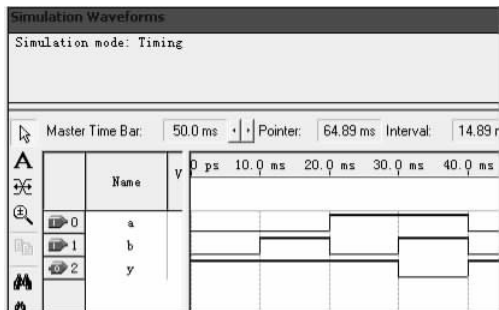 Simulation Waveforms
Simulation mode: Timing
Master Time Bar: 50.0 ms Pointer: 64.89 ms Interval: 14.89
Name V 0 ps 10.0 ms 20.0 ms 30.0 ms 40.0 ms
A
0 a
1 b
2 y